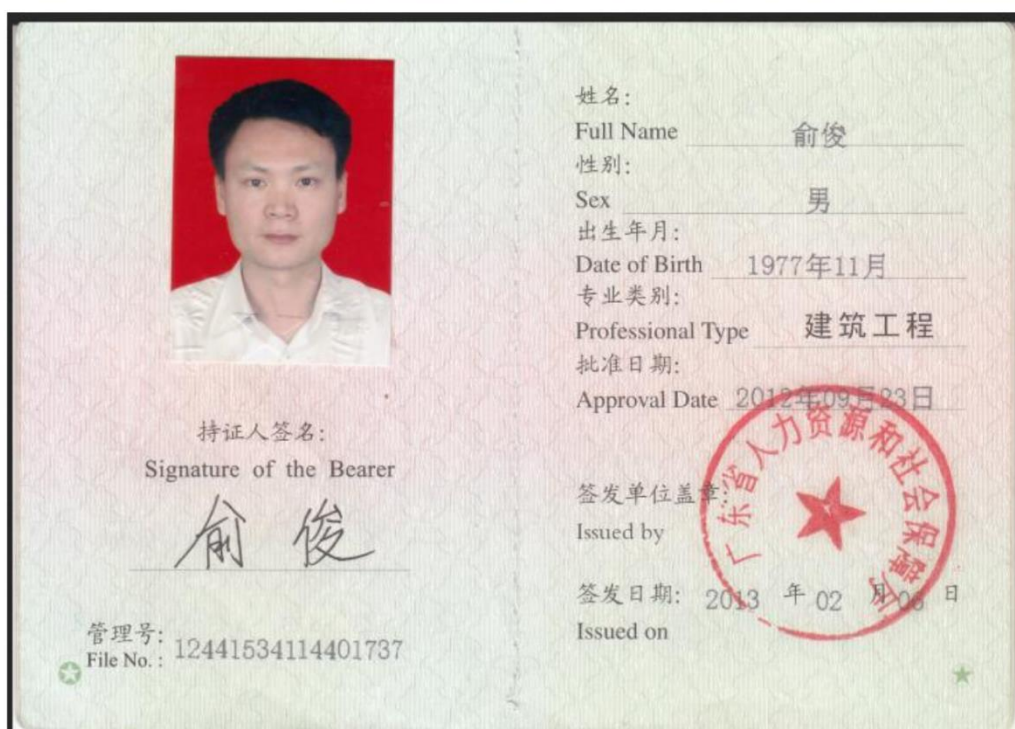 持证人签名:
Signature of the Bearer
俞俊
管理号:
File No. : 12441534114401737
姓名:
Full Name 俞俊
性别:
Sex 男
出生年月:
Date of Birth 1977年11月
专业类别:
Professional Type 建筑工程
批准日期:
Approval Date 2012年09月23日
广东省人力资源和社会保障厅
签发单位盖章:
Issued by
签发日期: 2013 年 02 月 06 日
Issued on